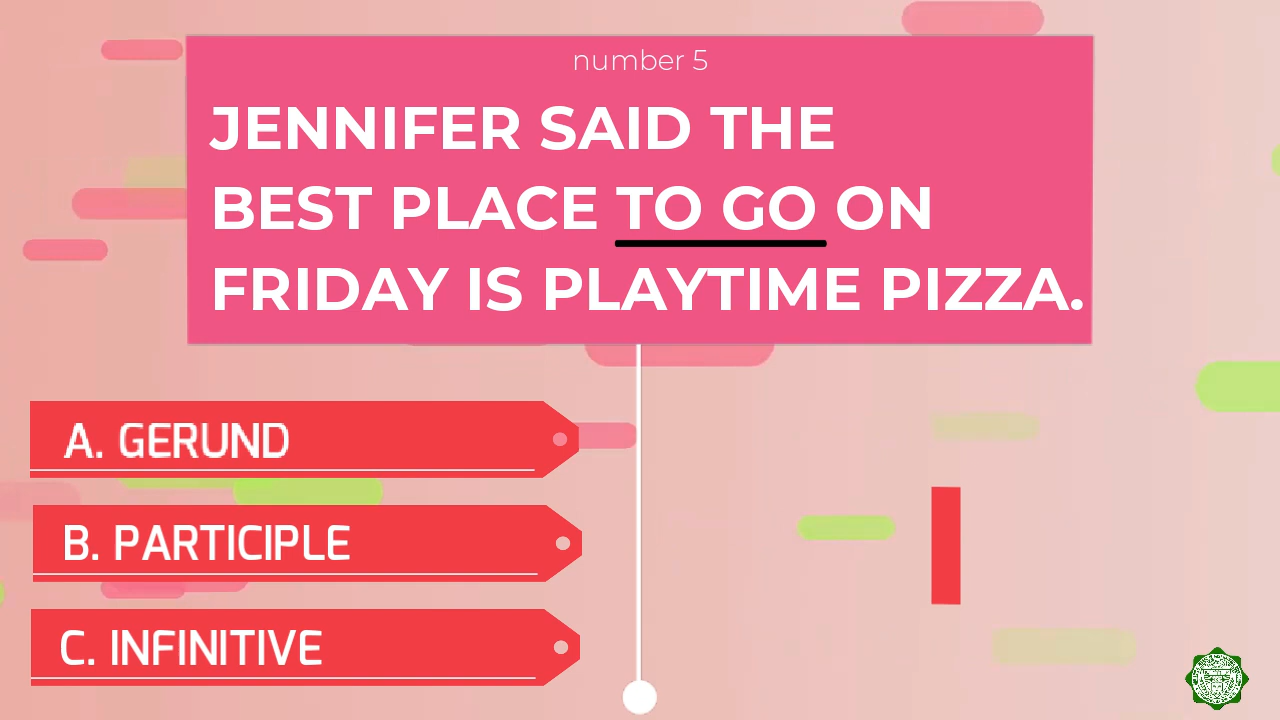 number 5
JENNIFER SAID THE
BEST PLACE TO GO ON
FRIDAY IS PLAYTIME PIZZA.
A. GERUND
B. PARTICIPLE
C. INFINITIVE